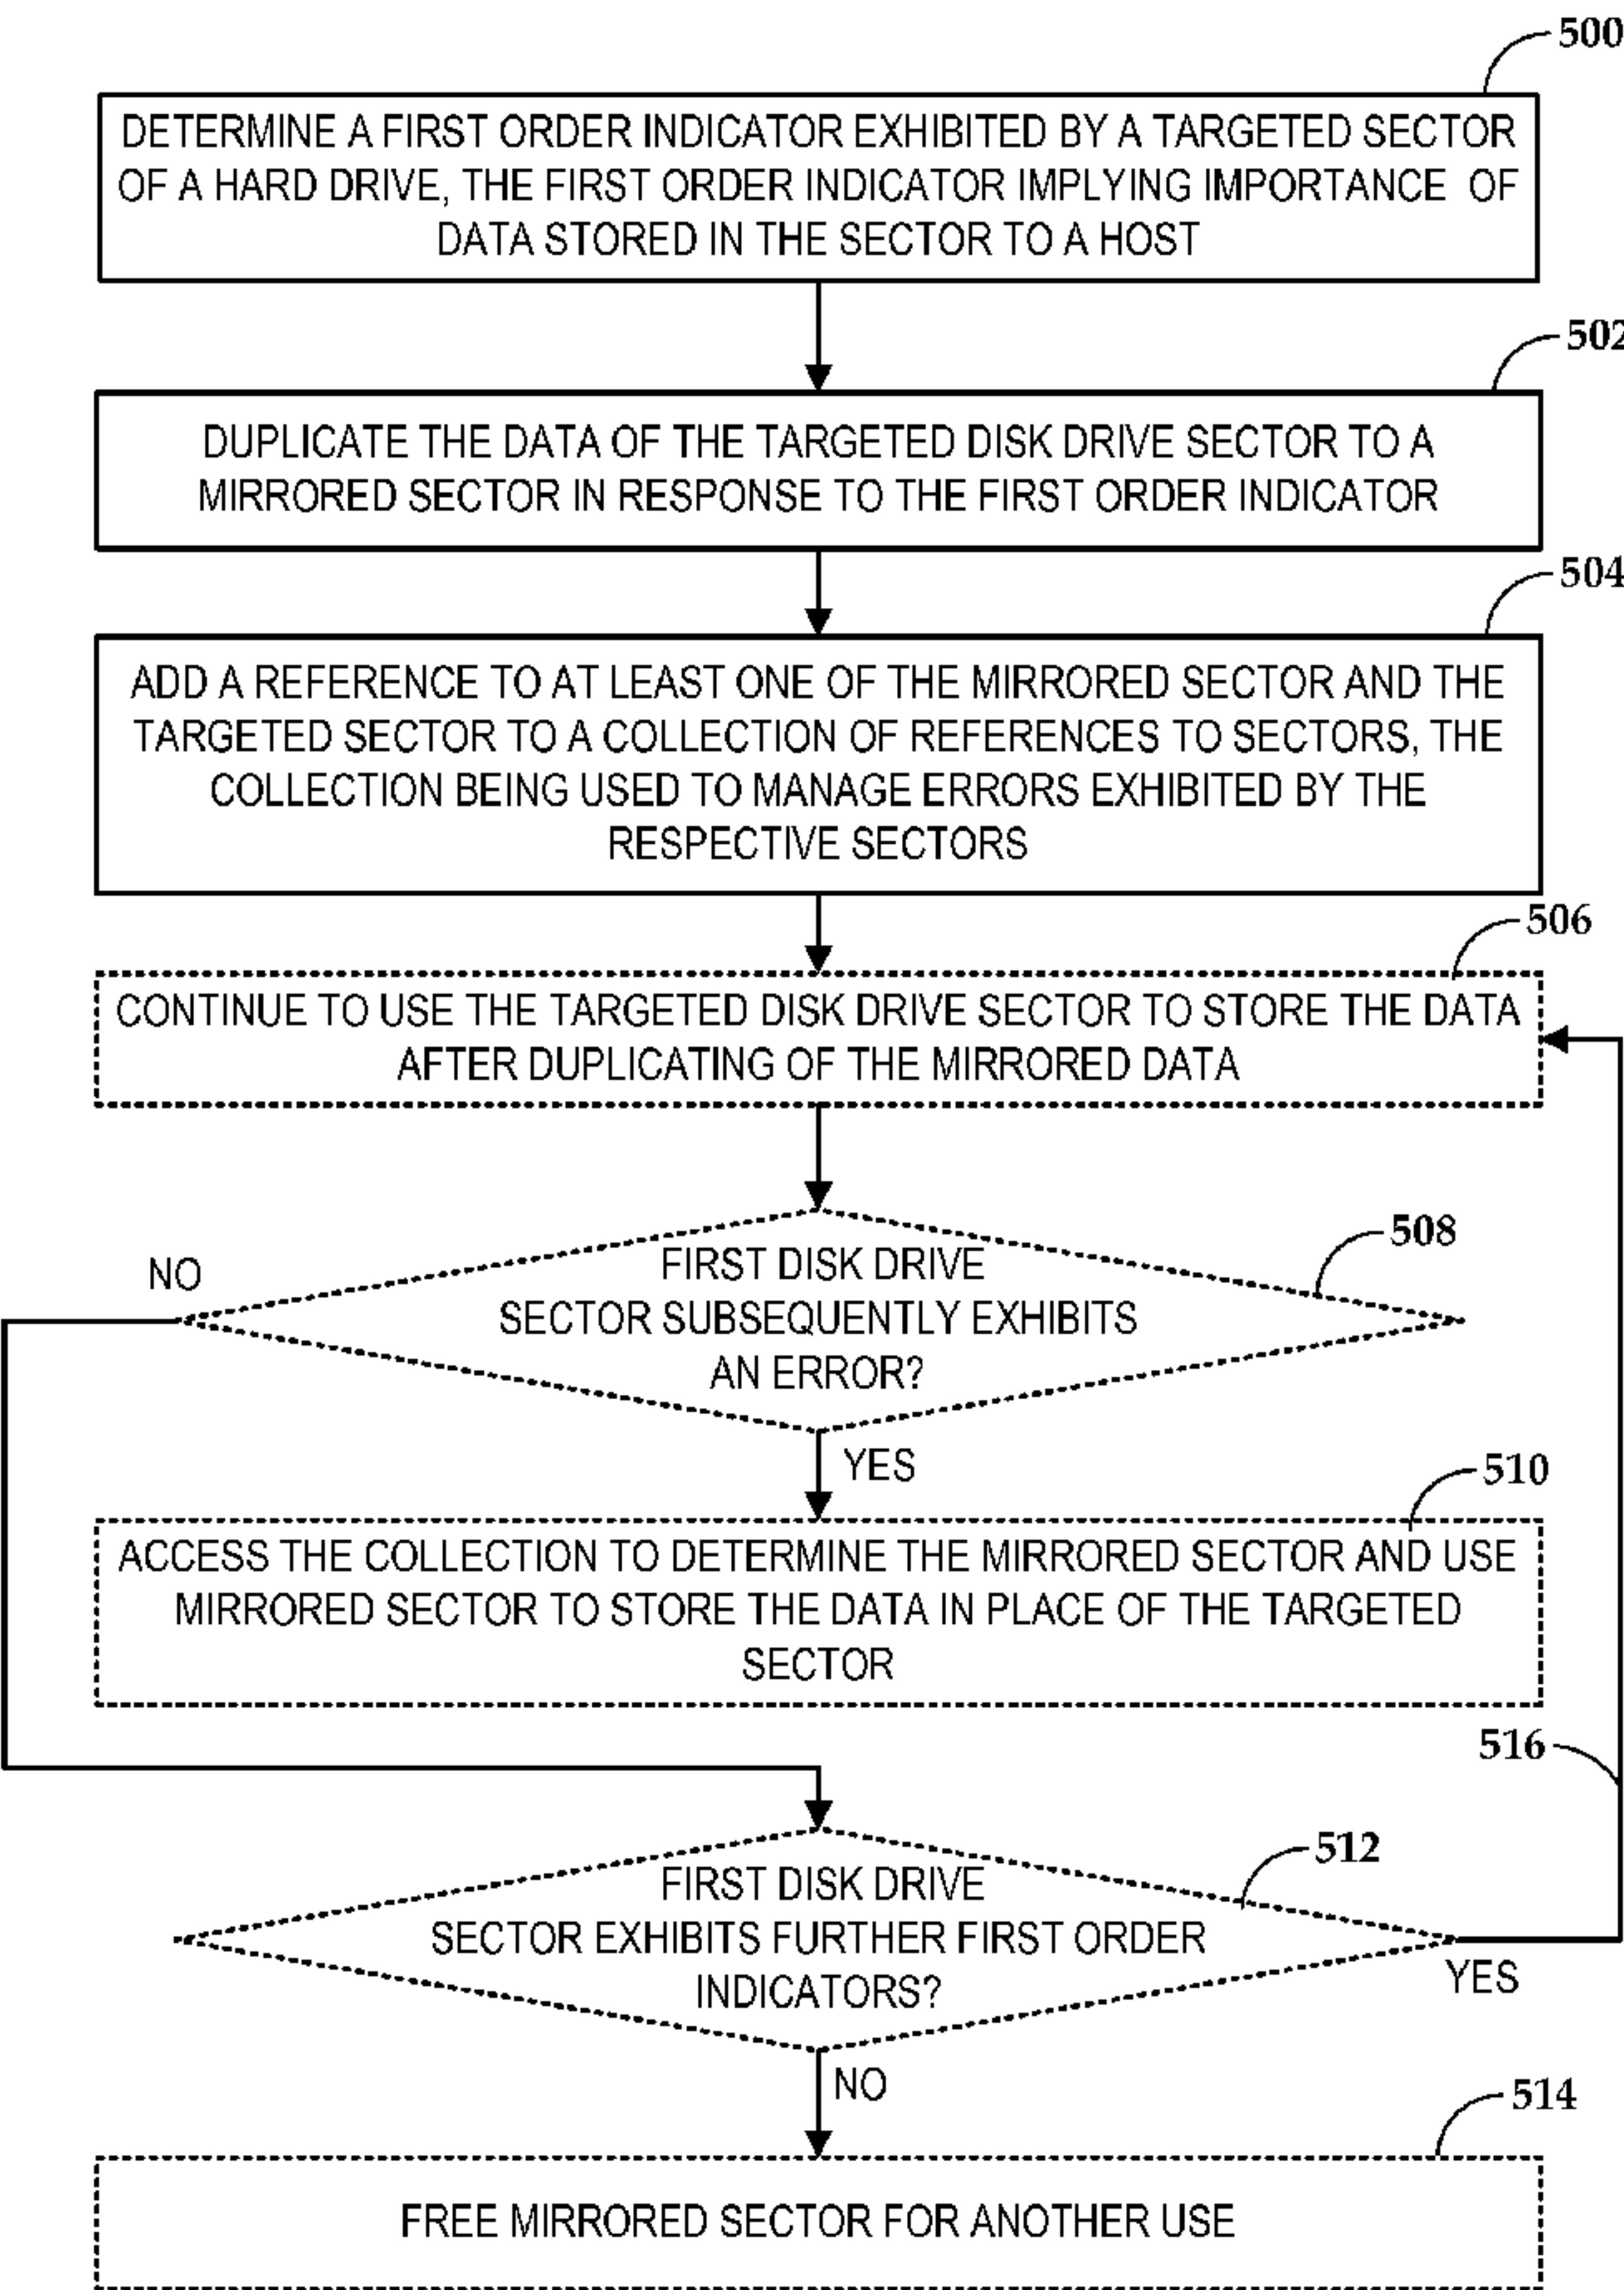 500
DETERMINE A FIRST ORDER INDICATOR EXHIBITED BY A TARGETED SECTOR
OF A HARD DRIVE, THE FIRST ORDER INDICATOR IMPLYING IMPORTANCE OF
DATA STORED IN THE SECTOR TO A HOST
502
DUPLICATE THE DATA OF THE TARGETED DISK DRIVE SECTOR TO A
MIRRORED SECTOR IN RESPONSE TO THE FIRST ORDER INDICATOR
504
ADD A REFERENCE TO AT LEAST ONE OF THE MIRRORED SECTOR AND THE
TARGETED SECTOR TO A COLLECTION OF REFERENCES TO SECTORS, THE
COLLECTION BEING USED TO MANAGE ERRORS EXHIBITED BY THE
RESPECTIVE SECTORS
506
CONTINUE TO USE THE TARGETED DISK DRIVE SECTOR TO STORE THE DATA
AFTER DUPLICATING OF THE MIRRORED DATA
508
NO
FIRST DISK DRIVE
SECTOR SUBSEQUENTLY EXHIBITS
AN ERROR?
YES
510
ACCESS THE COLLECTION TO DETERMINE THE MIRRORED SECTOR AND USE
MIRRORED SECTOR TO STORE THE DATA IN PLACE OF THE TARGETED
SECTOR
516
512
FIRST DISK DRIVE
SECTOR EXHIBITS FURTHER FIRST ORDER
INDICATORS?
YES
NO
514
FREE MIRRORED SECTOR FOR ANOTHER USE